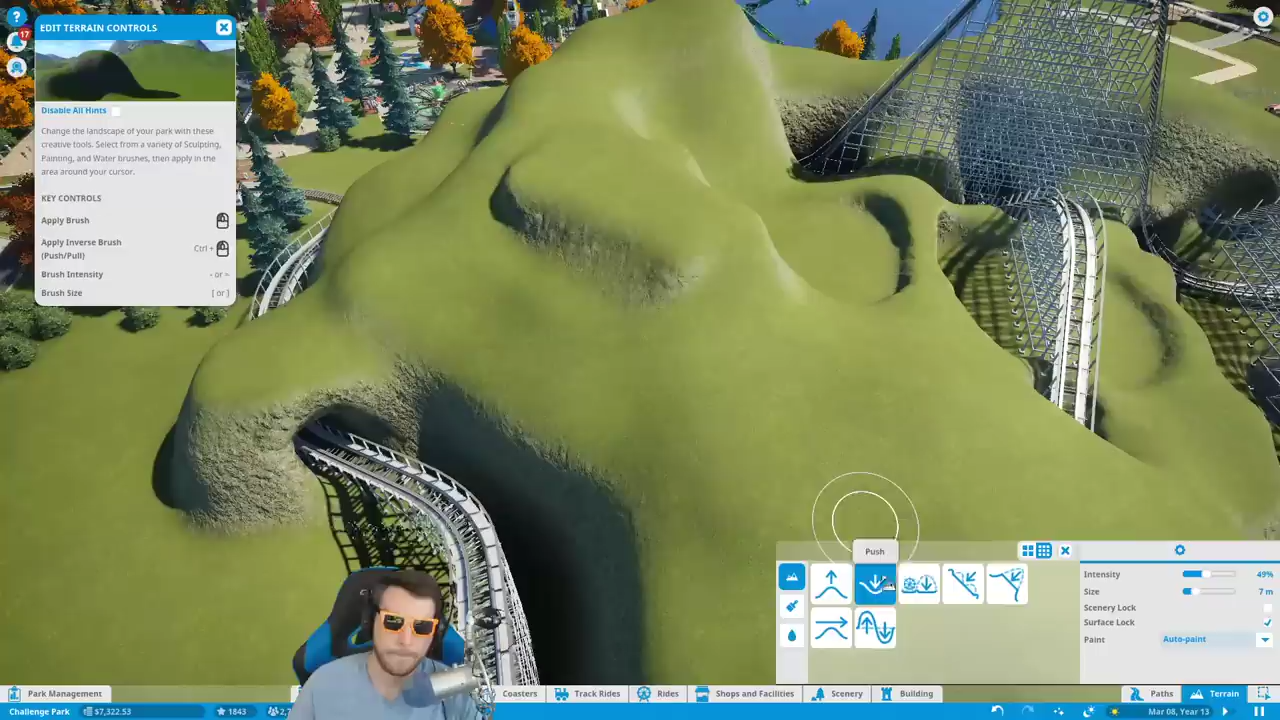 17
EDIT TERRAIN CONTROLS
Disable All Hints
Change the landscape of your park with these
creative tools. Select from a variety of Sculpting,
Painting, and Water brushes, then apply in the
area around your cursor.
KEY CONTROLS
Apply Brush
Apply Inverse Brush
(Push/Pull)
Ctrl +
Brush Intensity
Brush Size
[ or ]
Push
Intensity 49%
Size 7 m
Scenery Lock
Surface Lock
Paint Auto-paint
Park Management
Coasters
Track Rides
Rides
Shops and Facilities
Scenery
Building
Paths
Terrain
Challenge Park
$7,322.53
1843
Mar 08, Year 13